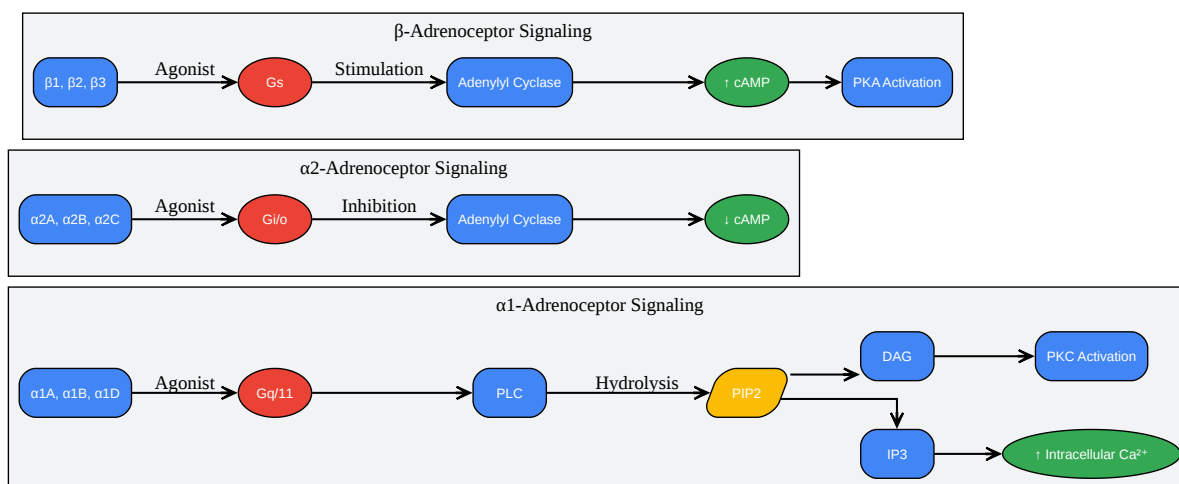 β-Adrenoceptor Signaling
β1, β2, β3
Agonist
Gs
Stimulation
Adenylyl Cyclase
↑ cAMP
PKA Activation
α2-Adrenoceptor Signaling
α2A, α2B, α2C
Agonist
Gi/o
Inhibition
Adenylyl Cyclase
↓ cAMP
α1-Adrenoceptor Signaling
α1A, α1B, α1D
Agonist
Gq/11
PLC
Hydrolysis
PIP2
DAG
PKC Activation
IP3
↑ Intracellular Ca²⁺